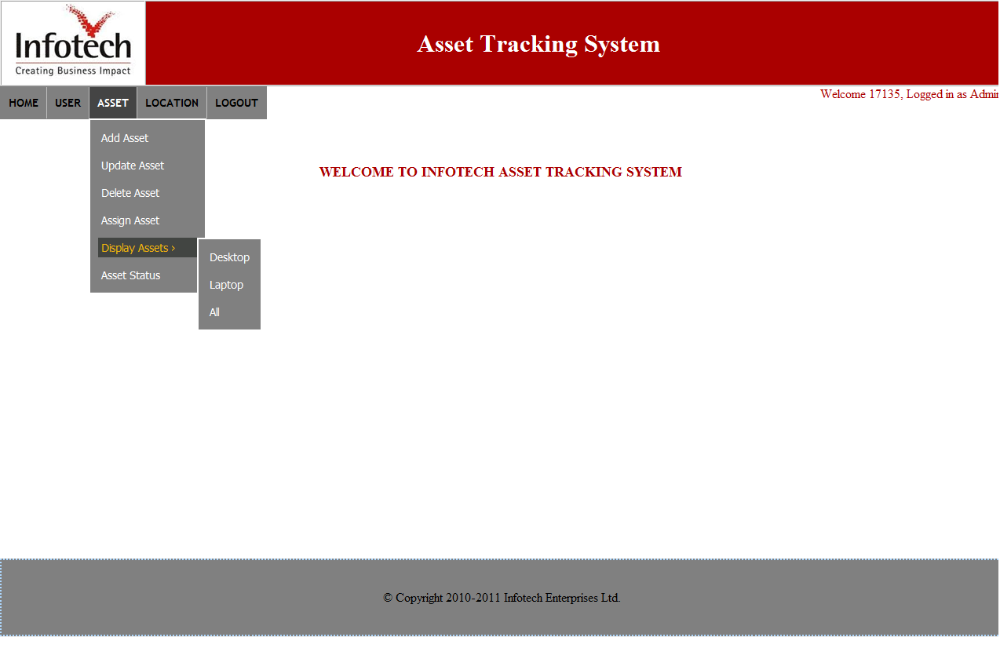 Infotech
Creating Business Impact
Asset Tracking System
HOME USER ASSET LOCATION LOGOUT
Welcome 17135, Logged in as Admin
Add Asset
Update Asset
WELCOME TO INFOTECH ASSET TRACKING SYSTEM
Delete Asset
Assign Asset
Display Assets ›
Desktop
Asset Status
Laptop
All
© Copyright 2010-2011 Infotech Enterprises Ltd.